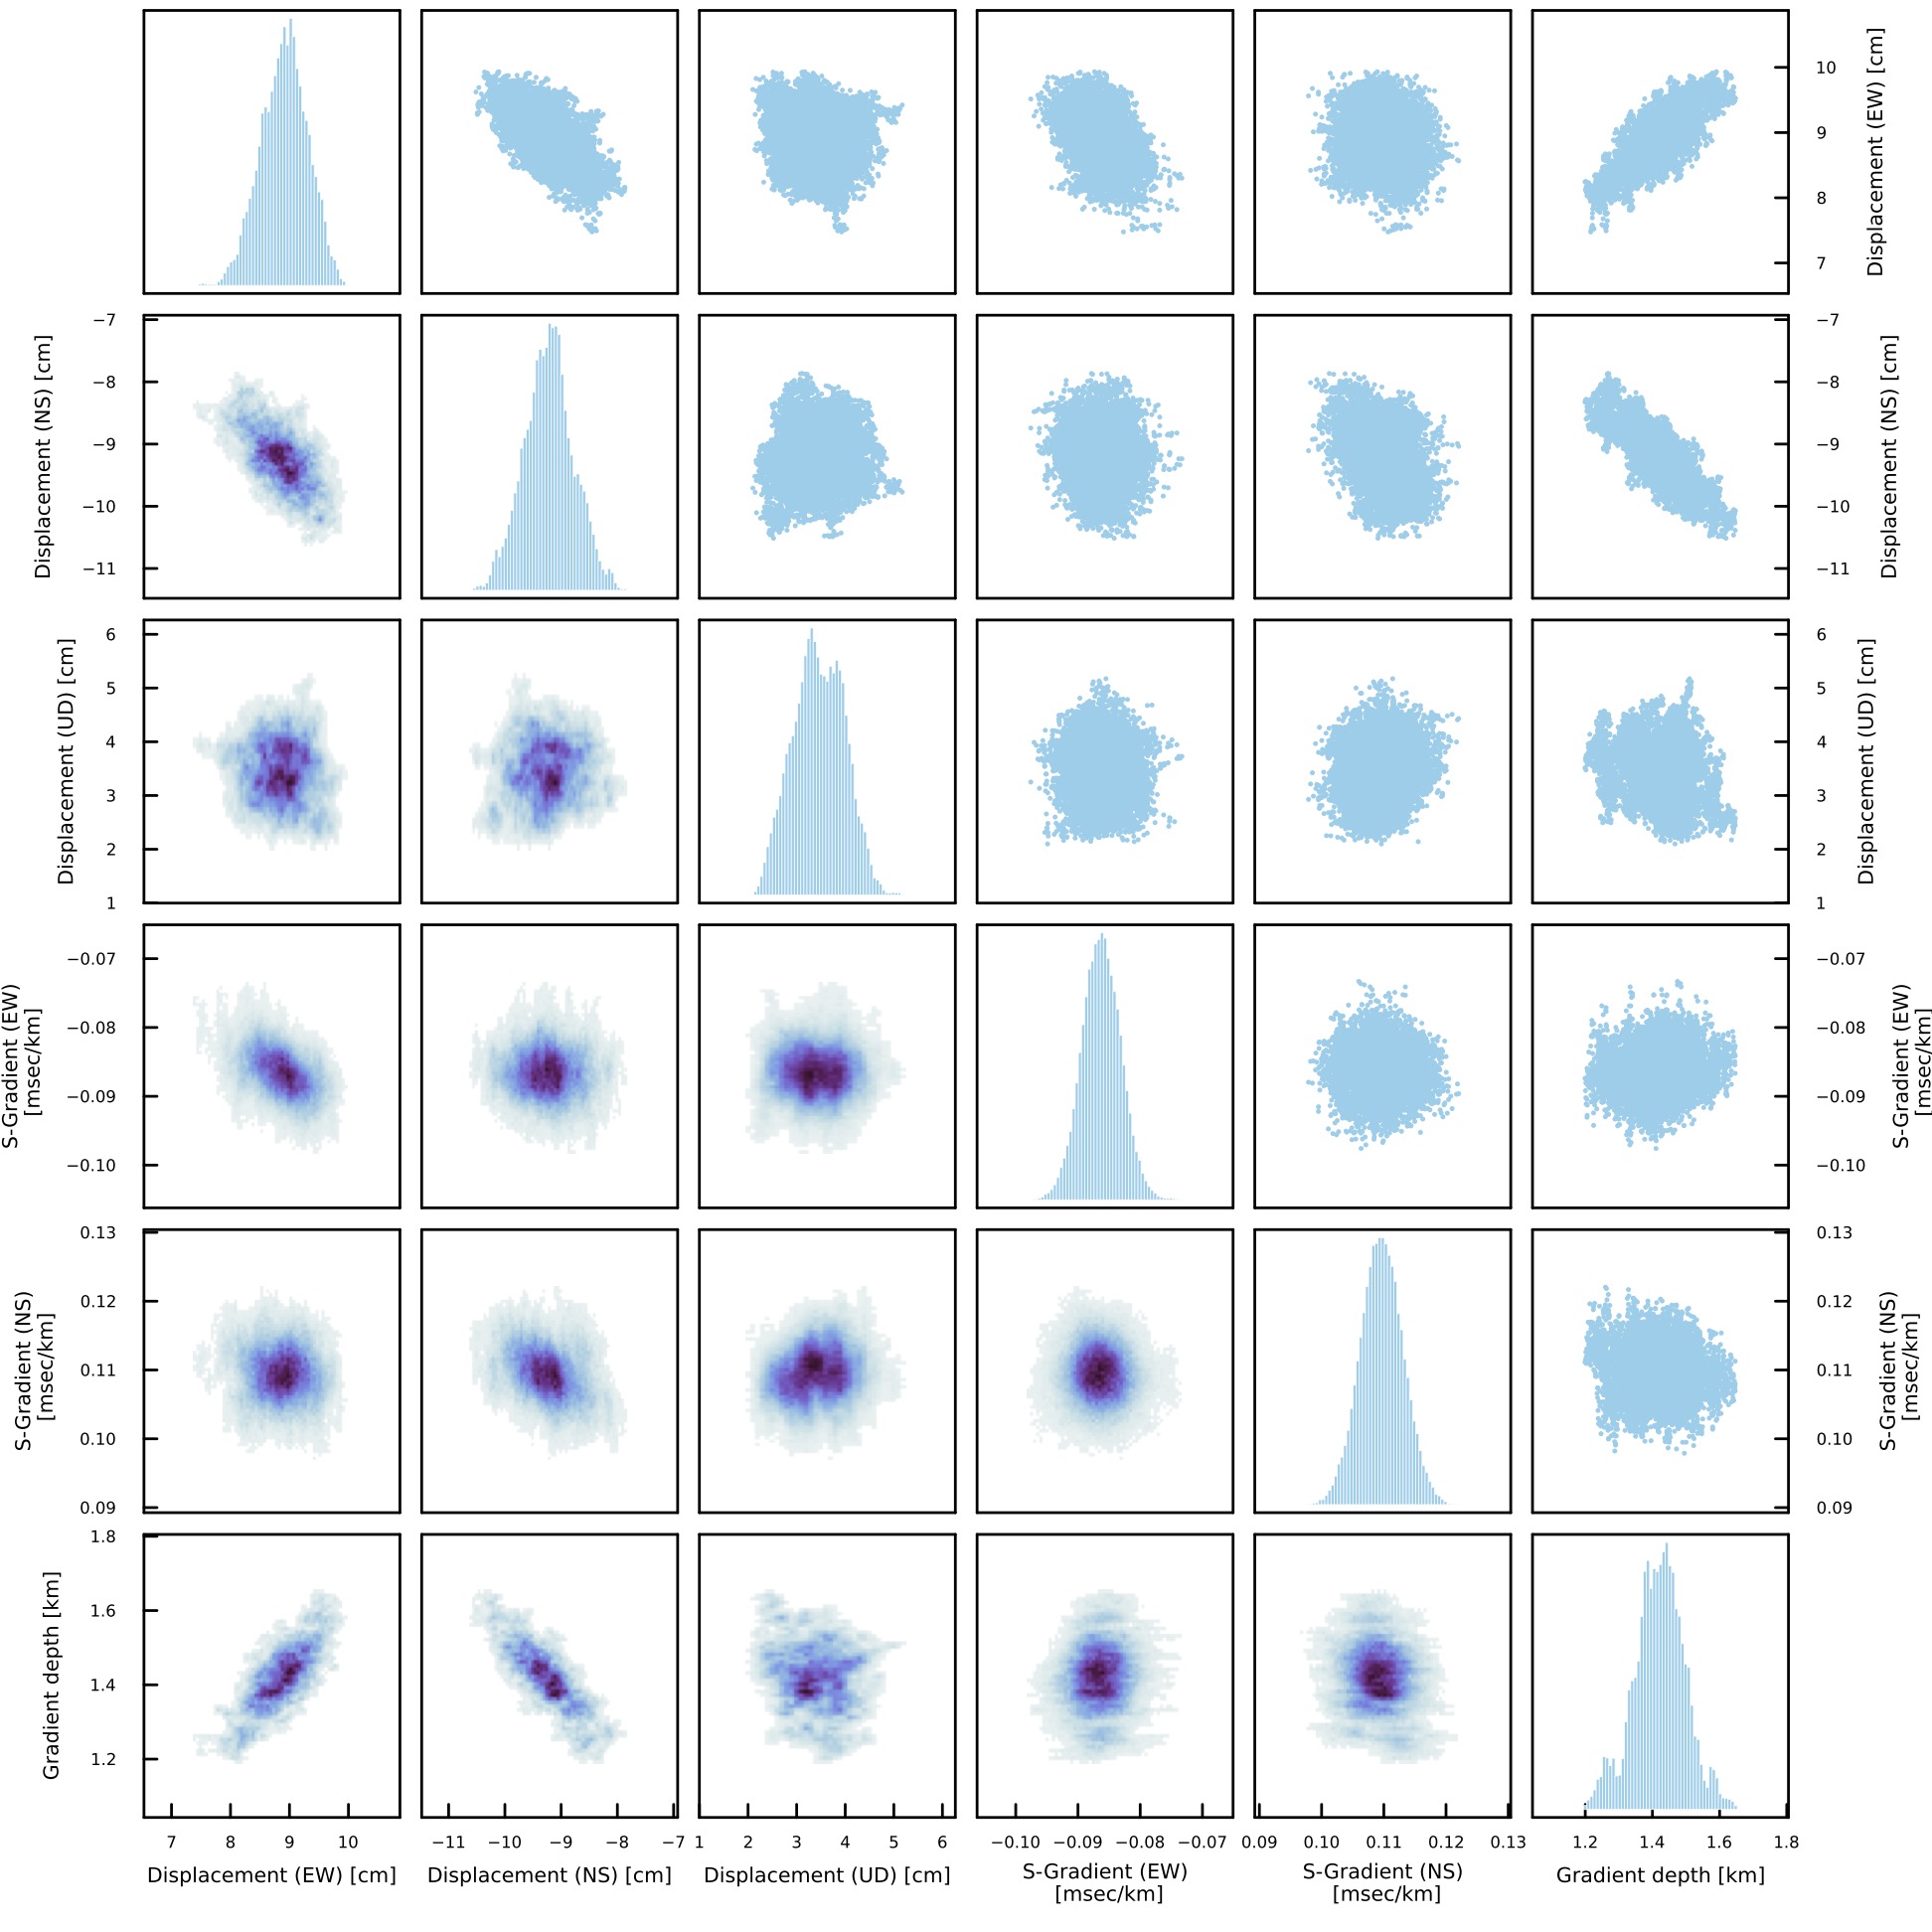 10
9
8
7
Displacement (EW) [cm]
Displacement (NS) [cm]
−7
−8
−9
−10
−11
−7
−8
−9
−10
−11
Displacement (NS) [cm]
Displacement (UD) [cm]
6
5
4
3
2
1
6
5
4
3
2
1
Displacement (UD) [cm]
S-Gradient (EW)
[msec/km]
−0.07
−0.08
−0.09
−0.10
−0.07
−0.08
−0.09
−0.10
S-Gradient (EW)
[msec/km]
S-Gradient (NS)
[msec/km]
0.13
0.12
0.11
0.10
0.09
0.13
0.12
0.11
0.10
0.09
S-Gradient (NS)
[msec/km]
Gradient depth [km]
1.8
1.6
1.4
1.2
7 8 9 10
−11 −10 −9 −8 −7
1 2 3 4 5 6
−0.10 −0.09 −0.08 −0.07
0.09 0.10 0.11 0.12 0.13
1.2 1.4 1.6 1.8
Displacement (EW) [cm]
Displacement (NS) [cm]
Displacement (UD) [cm]
S-Gradient (EW)
[msec/km]
S-Gradient (NS)
[msec/km]
Gradient depth [km]